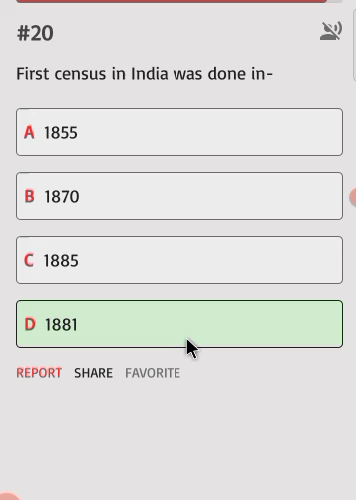 #20
First census in India was done in-
A 1855
B 1870
C 1885
D 1881
REPORT SHARE FAVORITE